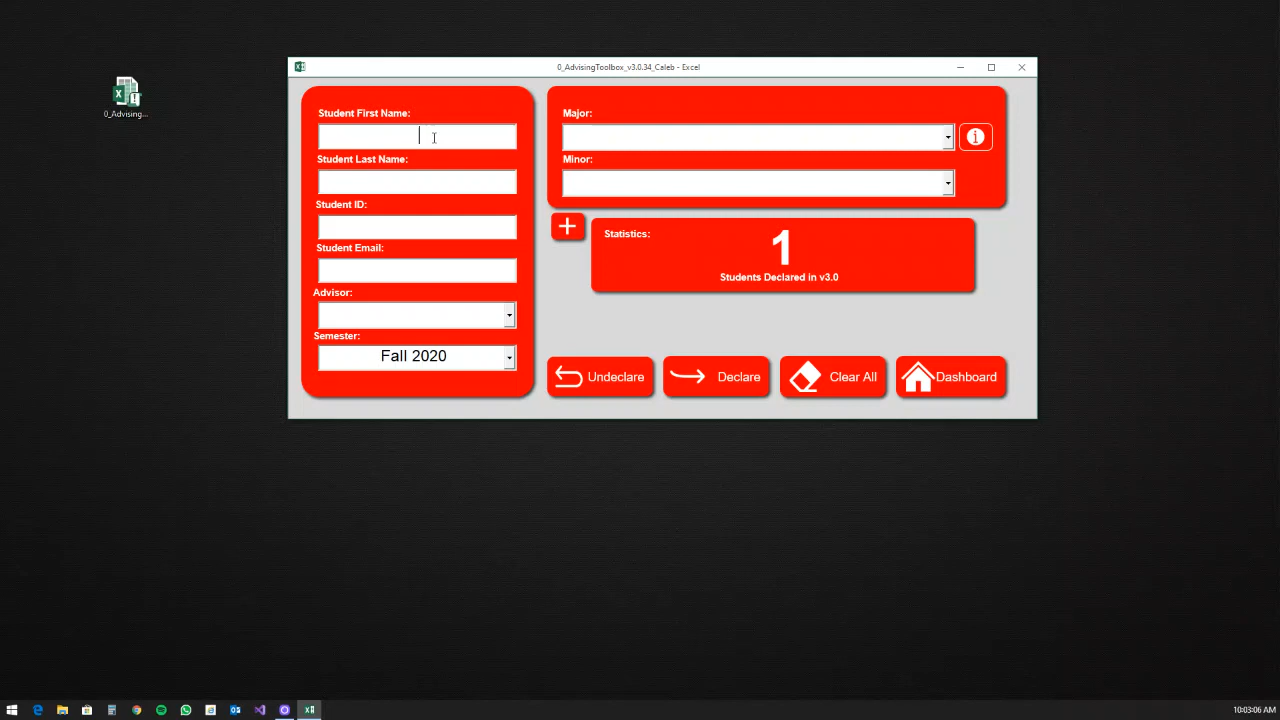 0_AdvisingToolbox_v3.0.34_Caleb - Excel
0_Advising...
Student First Name:
Student Last Name:
Student ID:
Student Email:
Advisor:
Semester:
Fall 2020
Major:
Minor:
Statistics:
1
Students Declared in v3.0
Undeclare
Declare
Clear All
Dashboard
10:03:06 AM